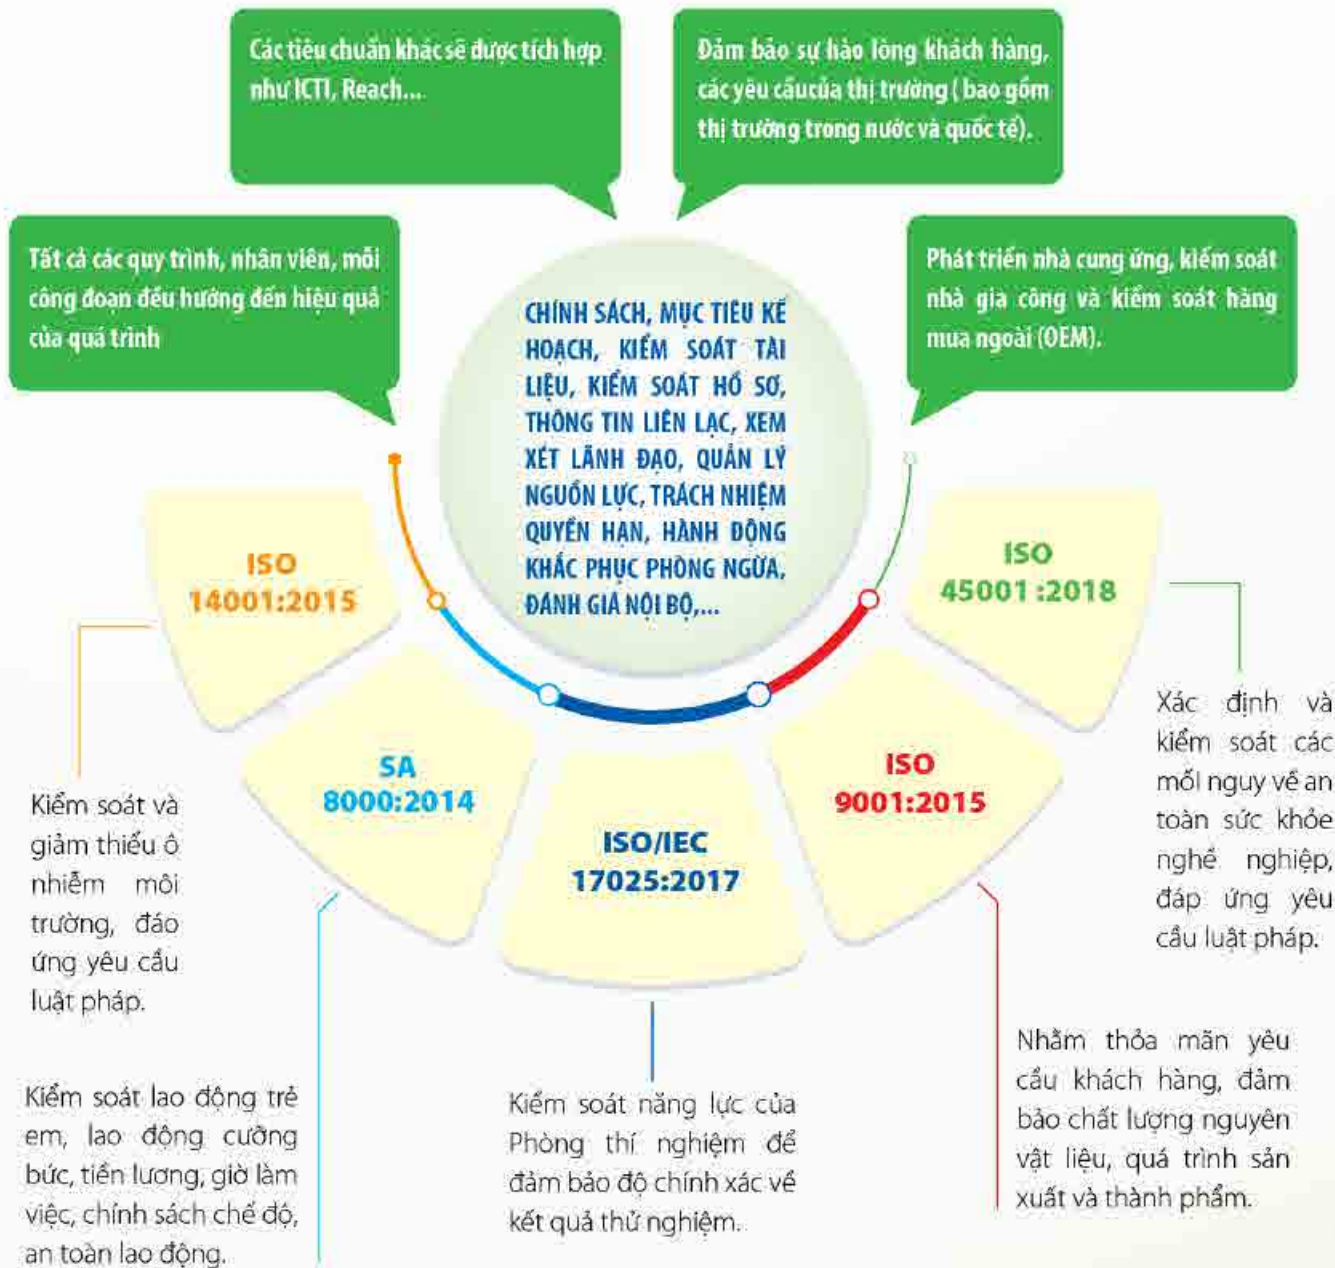 Các tiêu chuẩn khác sẽ được tích hợp
như ICTI, Reach...
Đảm bảo sự hào lòng khách hàng,
các yêu cầucủa thị trường ( bao gồm
thị trường trong nước và quốc tế).
Tất cả các quy trình, nhân viên, mỗi
công đoạn đều hướng đến hiệu quả
của quá trình
Phát triển nhà cung ứng, kiểm soát
nhà gia công và kiểm soát hàng
mua ngoài (OEM).
CHÍNH SÁCH, MỤC TIÊU KẾ
HOẠCH, KIỂM SOÁT TÀI
LIỆU, KIỂM SOÁT HỒ SƠ,
THÔNG TIN LIÊN LẠC, XEM
XÉT LÃNH ĐẠO, QUẢN LÝ
NGUỒN LỰC, TRÁCH NHIỆM
QUYỀN HẠN, HÀNH ĐỘNG
KHẮC PHỤC PHÒNG NGỪA,
ĐÁNH GIÁ NỘI BỘ,...
ISO
14001:2015
SA
8000:2014
ISO/IEC
17025:2017
ISO
9001:2015
ISO
45001 :2018
Kiểm soát và
giảm thiểu ô
nhiễm môi
trường, đáo
ứng yêu cầu
luật pháp.
Kiểm soát lao động trẻ
em, lao động cưỡng
bức, tiền lương, giờ làm
việc, chính sách chế độ,
an toàn lao động.
Kiểm soát năng lực của
Phòng thí nghiệm để
đảm bảo độ chính xác về
kết quả thử nghiệm.
Nhằm thỏa mãn yêu
cầu khách hàng, đảm
bảo chất lượng nguyên
vật liệu, quá trình sản
xuất và thành phẩm.
Xác định và
kiểm soát các
mối nguy về an
toàn sức khỏe
nghề nghiệp,
đáp ứng yêu
cầu luật pháp.